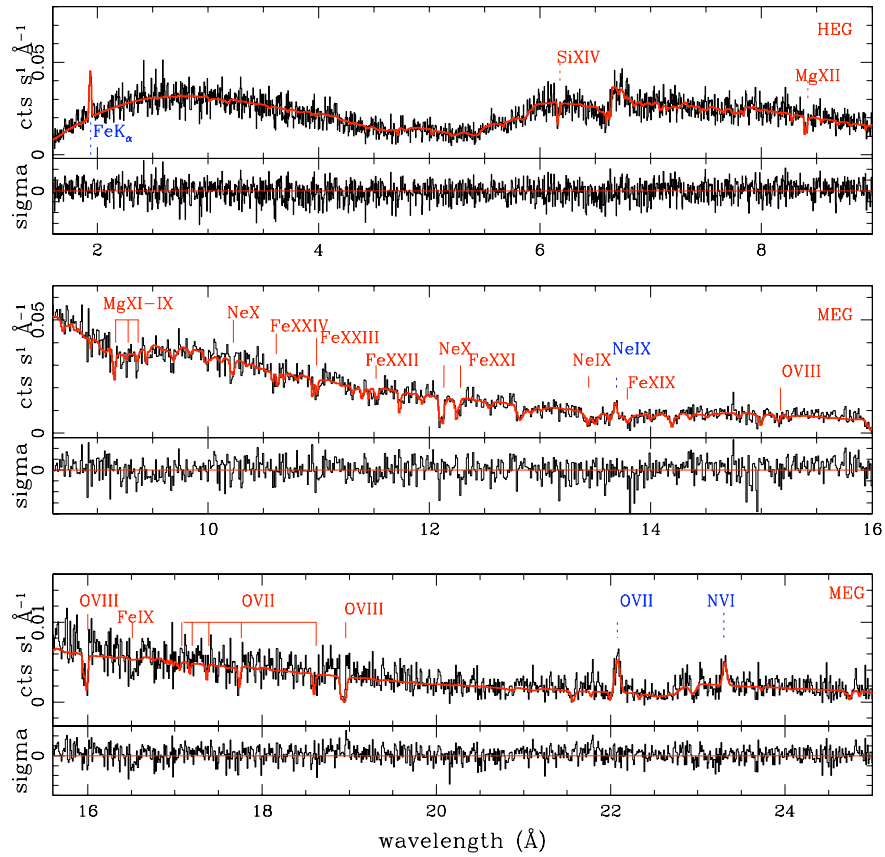 HEG
cts s⁻¹ Å⁻¹
0.05
0
SiXIV
MgXII
FeKα
sigma
0
2 4 6 8
MEG
cts s⁻¹ Å⁻¹
0.05
0
MgXI-IX
NeX
FeXXIV
FeXXIII
FeXXII
NeX
FeXXI
NeIX
NeIX
FeXIX
OVIII
sigma
0
10 12 14 16
MEG
cts s⁻¹ Å⁻¹
0.01
0
OVIII
FeIX
OVII
OVIII
OVII
NVI
sigma
0
16 18 20 22 24
wavelength (Å)